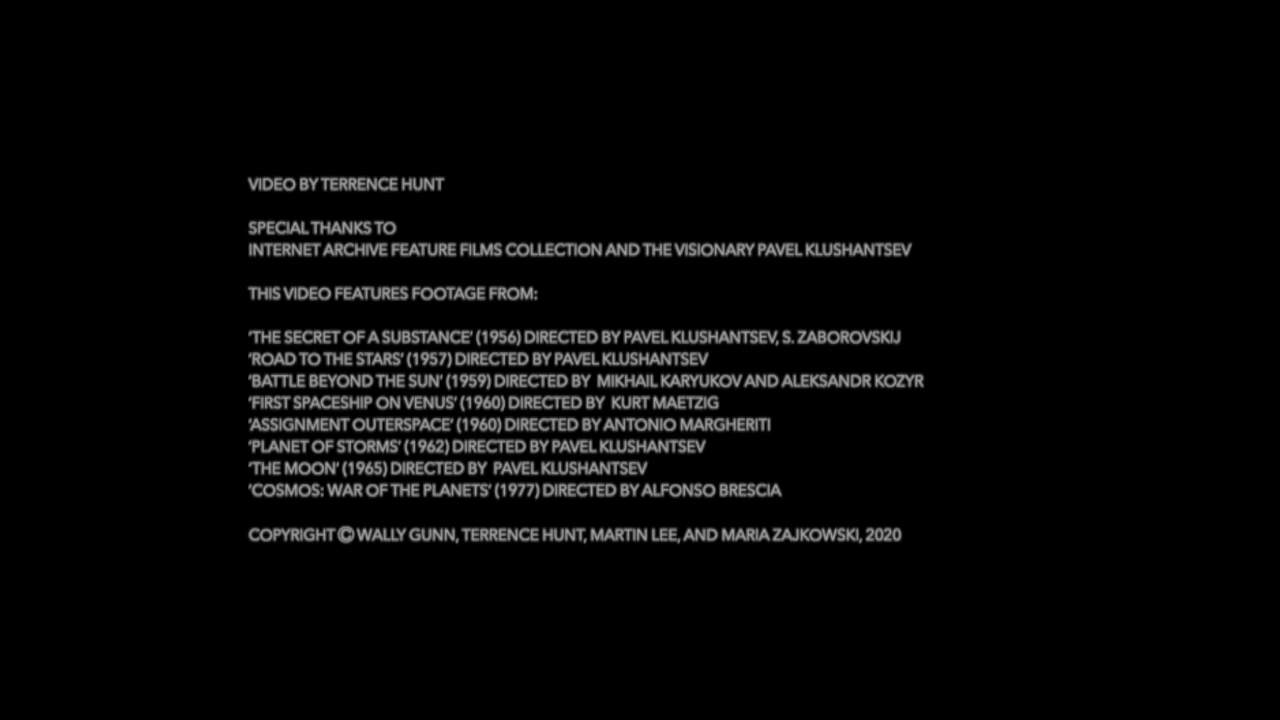 VIDEO BY TERRENCE HUNT
SPECIAL THANKS TO
INTERNET ARCHIVE FEATURE FILMS COLLECTION AND THE VISIONARY PAVEL KLUSHANTSEV
THIS VIDEO FEATURES FOOTAGE FROM:
'THE SECRET OF A SUBSTANCE' (1956) DIRECTED BY PAVEL KLUSHANTSEV, S. ZABOROVSKIJ
'ROAD TO THE STARS' (1957) DIRECTED BY PAVEL KLUSHANTSEV
'BATTLE BEYOND THE SUN' (1959) DIRECTED BY  MIKHAIL KARYUKOV AND ALEKSANDR KOZYR
'FIRST SPACESHIP ON VENUS' (1960) DIRECTED BY  KURT MAETZIG
'ASSIGNMENT OUTERSPACE' (1960) DIRECTED BY ANTONIO MARGHERITI
'PLANET OF STORMS' (1962) DIRECTED BY PAVEL KLUSHANTSEV
'THE MOON' (1965) DIRECTED BY  PAVEL KLUSHANTSEV
'COSMOS: WAR OF THE PLANETS' (1977) DIRECTED BY ALFONSO BRESCIA
COPYRIGHT © WALLY GUNN, TERRENCE HUNT, MARTIN LEE, AND MARIA ZAJKOWSKI, 2020